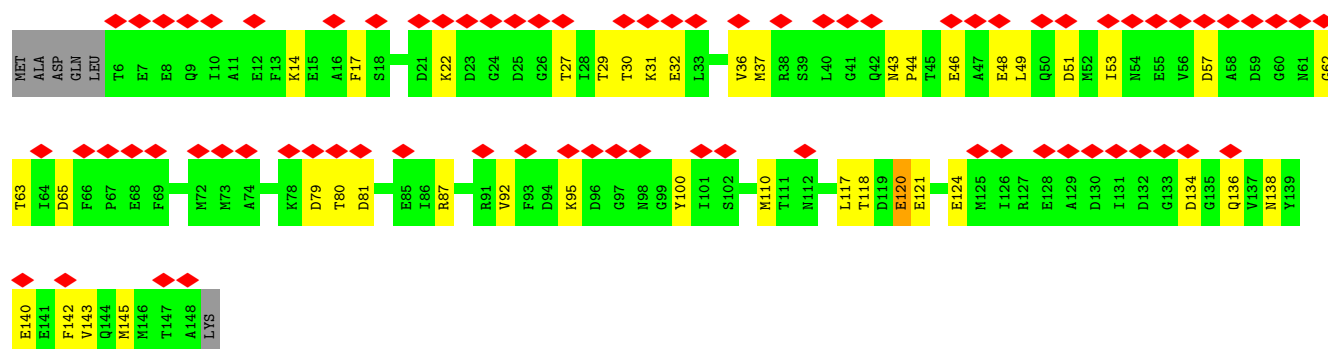 MET ALA ASP GLN LEU T6 E7 E8 Q9 I10 A11 E12 F13 K14 E15 A16 F17 S18 D21 K22 D23 G24 D25 G26 T27 I28 T29 T30 K31 E32 L33 V36 M37 R38 S39 L40 G41 Q42 N43 P44 T45 E46 A47 E48 L49 Q50 D51 M52 I53 N54 E55 V56 D57 A58 D59 G60 N61 G62
T63 I64 D65 F66 P67 E68 F69 M72 M73 A74 K78 D79 T80 D81 E85 I86 R87 R91 V92 F93 D94 K95 D96 G97 N98 G99 Y100 I101 S102 M110 T111 N112 L117 T118 D119 E120 E121 E124 M125 I126 R127 E128 A129 D130 I131 D132 G133 D134 G135 Q136 V137 N138 Y139
E140 E141 F142 V143 Q144 M145 M146 T147 A148 LYS